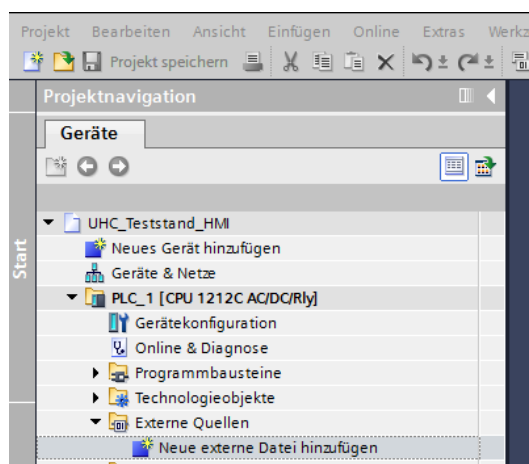 Projekt Bearbeiten Ansicht Einfügen Online Extras Werkz
Projekt speichern
Projektnavigation
Geräte
Start
UHC_Teststand_HMI
Neues Gerät hinzufügen
Geräte & Netze
PLC_1 [CPU 1212C AC/DC/Rly]
Gerätekonfiguration
Online & Diagnose
Programmbausteine
Technologieobjekte
Externe Quellen
Neue externe Datei hinzufügen